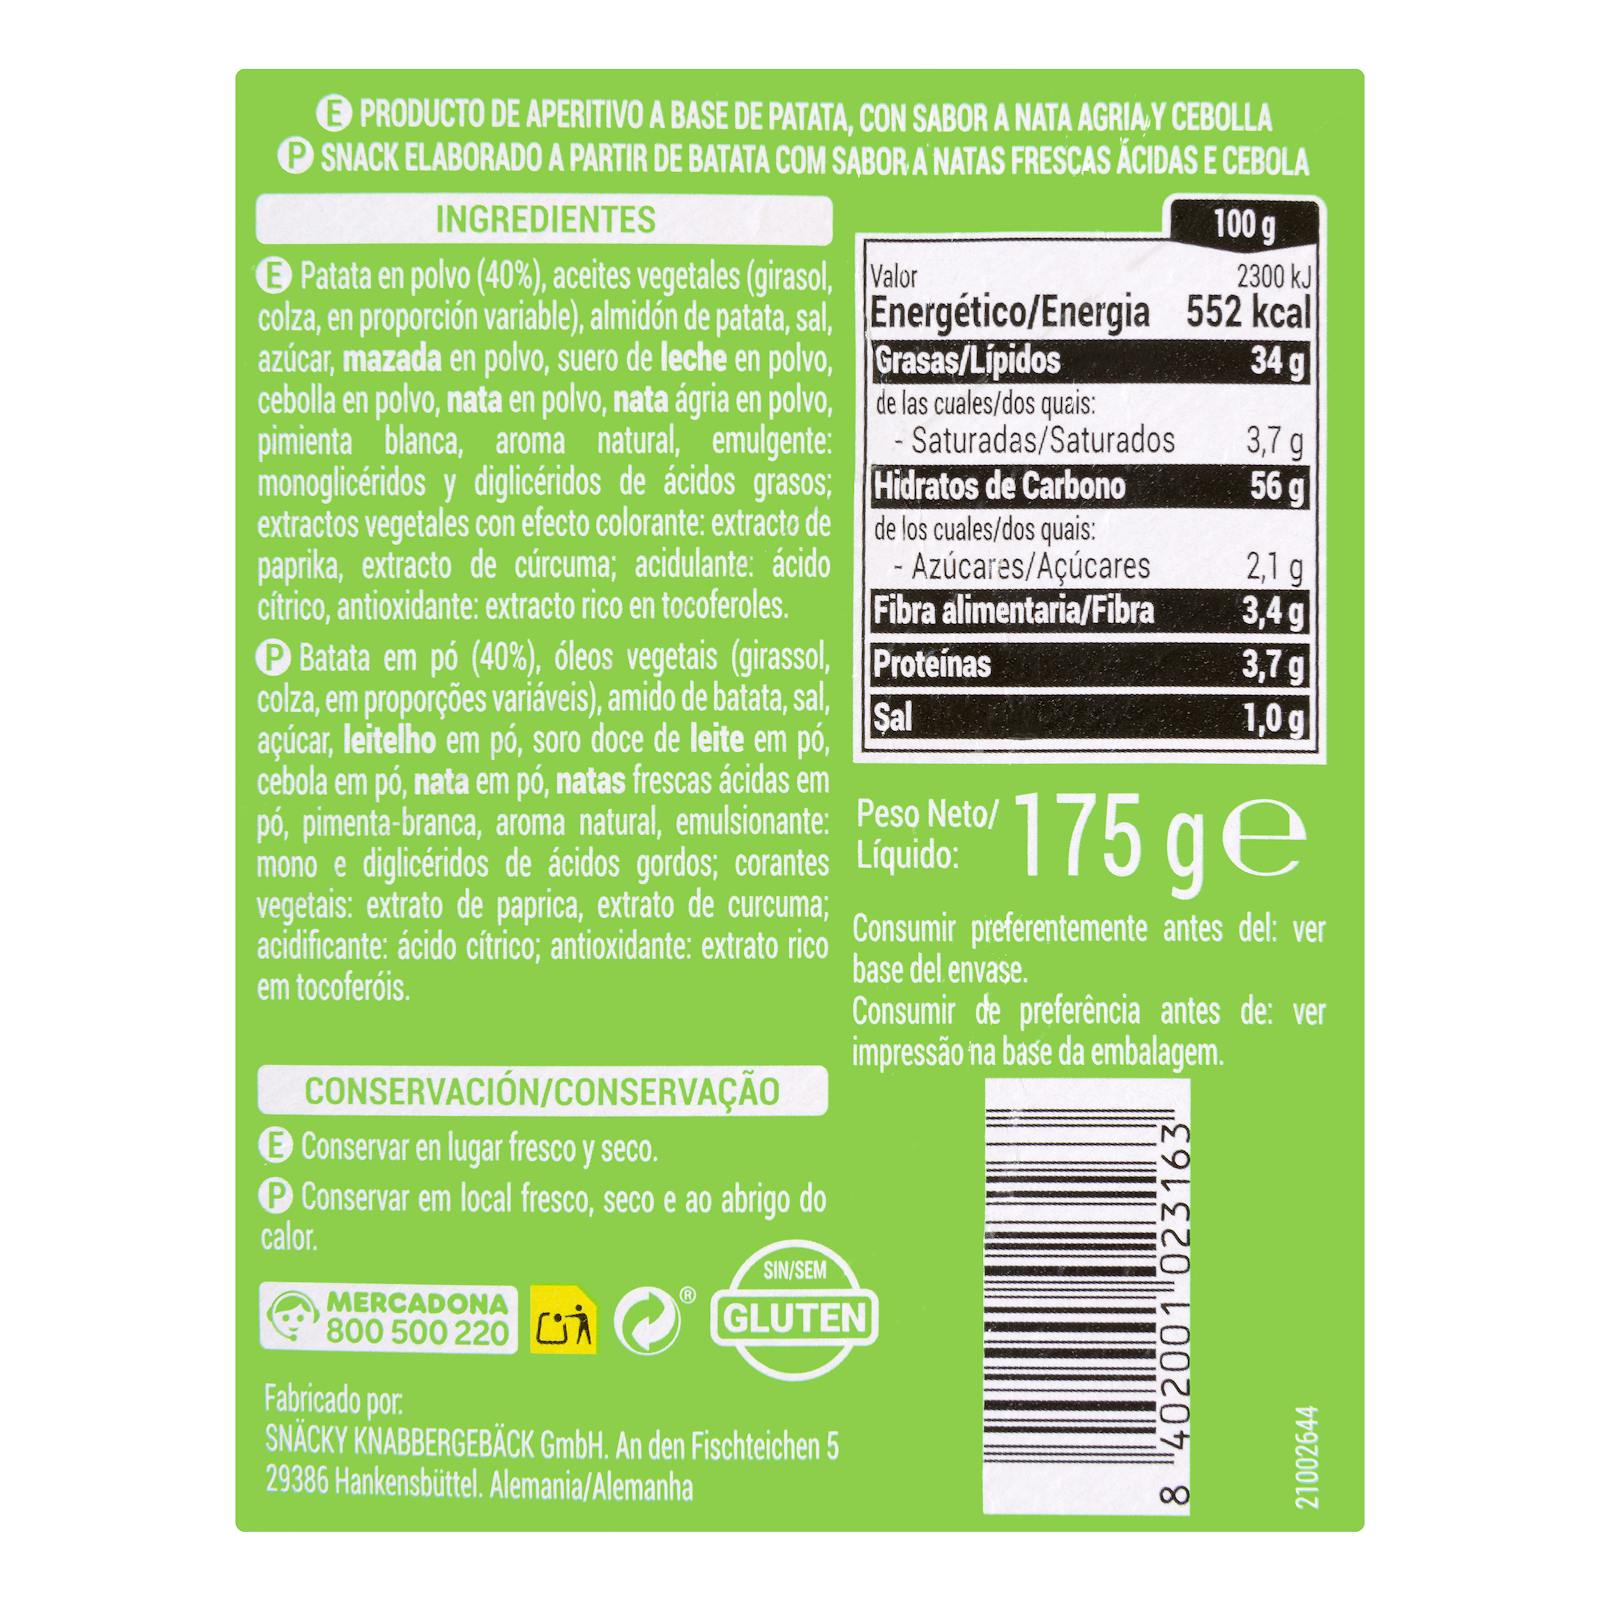 E PRODUCTO DE APERITIVO A BASE DE PATATA, CON SABOR A NATA AGRIA Y CEBOLLA
P SNACK ELABORADO A PARTIR DE BATATA COM SABOR A NATAS FRESCAS ÁCIDAS E CEBOLA
INGREDIENTES
E Patata en polvo (40%), aceites vegetales (girasol,
colza, en proporción variable), almidón de patata, sal,
azúcar, mazada en polvo, suero de leche en polvo,
cebolla en polvo, nata en polvo, nata ágria en polvo,
pimienta blanca, aroma natural, emulgente:
monoglicéridos y diglicéridos de ácidos grasos;
extractos vegetales con efecto colorante: extracto de
paprika, extracto de cúrcuma; acidulante: ácido
cítrico, antioxidante: extracto rico en tocoferoles.
P Batata em pó (40%), óleos vegetais (girassol,
colza, em proporções variáveis), amido de batata, sal,
açúcar, leitelho em pó, soro doce de leite em pó,
cebola em pó, nata em pó, natas frescas ácidas em
pó, pimenta-branca, aroma natural, emulsionante:
mono e diglicéridos de ácidos gordos; corantes
vegetais: extrato de paprica, extrato de curcuma;
acidificante: ácido cítrico; antioxidante: extrato rico
em tocoferóis.
CONSERVACIÓN/CONSERVAÇÃO
E Conservar en lugar fresco y seco.
P Conservar em local fresco, seco e ao abrigo do
calor.
MERCADONA
800 500 220
®
SIN/SEM
GLUTEN
Fabricado por:
SNÄCKY KNABBERGEBÄCK GmbH. An den Fischteichen 5
29386 Hankensbüttel. Alemania/Alemanha
100 g
Valor 2300 kJ
Energético/Energia 552 kcal
Grasas/Lípidos 34 g
de las cuales/dos quais:
- Saturadas/Saturados 3,7 g
Hidratos de Carbono 56 g
de los cuales/dos quais:
- Azúcares/Açúcares 2,1 g
Fibra alimentaria/Fibra 3,4 g
Proteínas 3,7 g
Sal 1,0 g
Peso Neto/
Líquido: 175 g e
Consumir preferentemente antes del: ver
base del envase.
Consumir de preferência antes de: ver
impressão na base da embalagem.
8 402001 023163
21002644